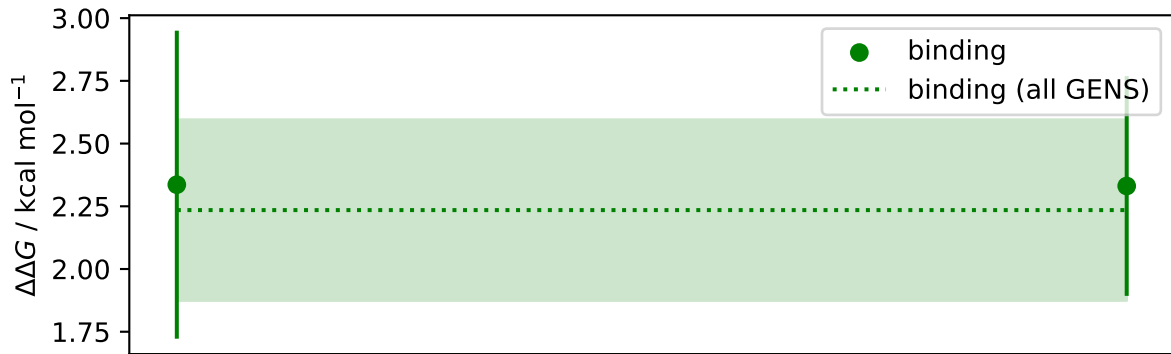 3.00
2.75
2.50
2.25
2.00
1.75
ΔΔG / kcal mol⁻¹
binding
binding (all GENS)